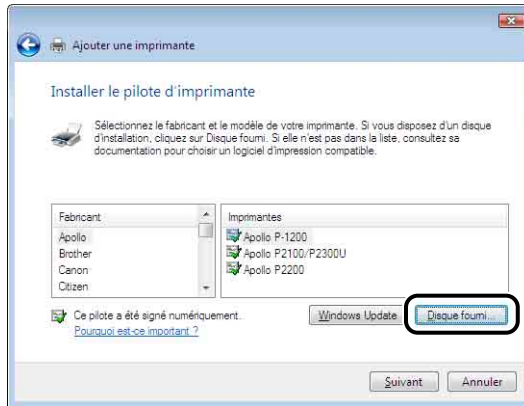 Ajouter une imprimante
Installer le pilote d'imprimante
Sélectionnez le fabricant et le modèle de votre imprimante. Si vous disposez d'un disque
d'installation, cliquez sur Disque fourni. Si elle n'est pas dans la liste, consultez sa
documentation pour choisir un logiciel d'impression compatible.
Fabricant
Apollo
Brother
Canon
Citizen
Imprimantes
Apollo P-1200
Apollo P2100/P2300U
Apollo P2200
Ce pilote a été signé numériquement.
Pourquoi est-ce important ?
Windows Update
Disque fourni...
Suivant
Annuler